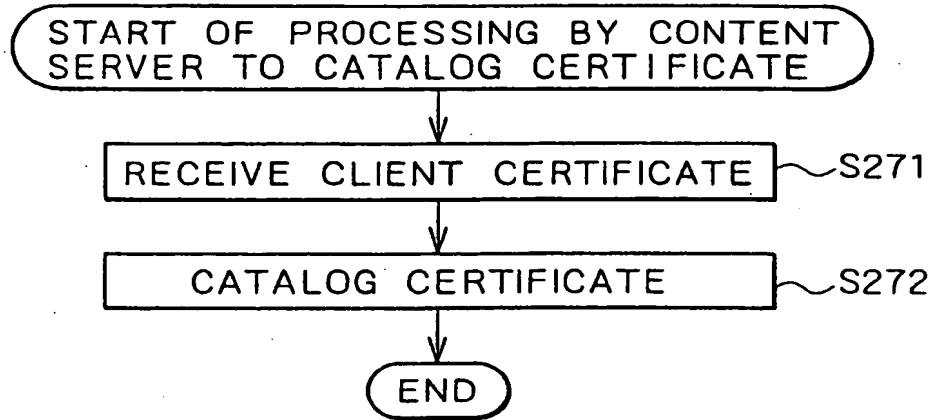 START OF PROCESSING BY CONTENT
SERVER TO CATALOG CERTIFICATE
RECEIVE CLIENT CERTIFICATE
S271
CATALOG CERTIFICATE
S272
END